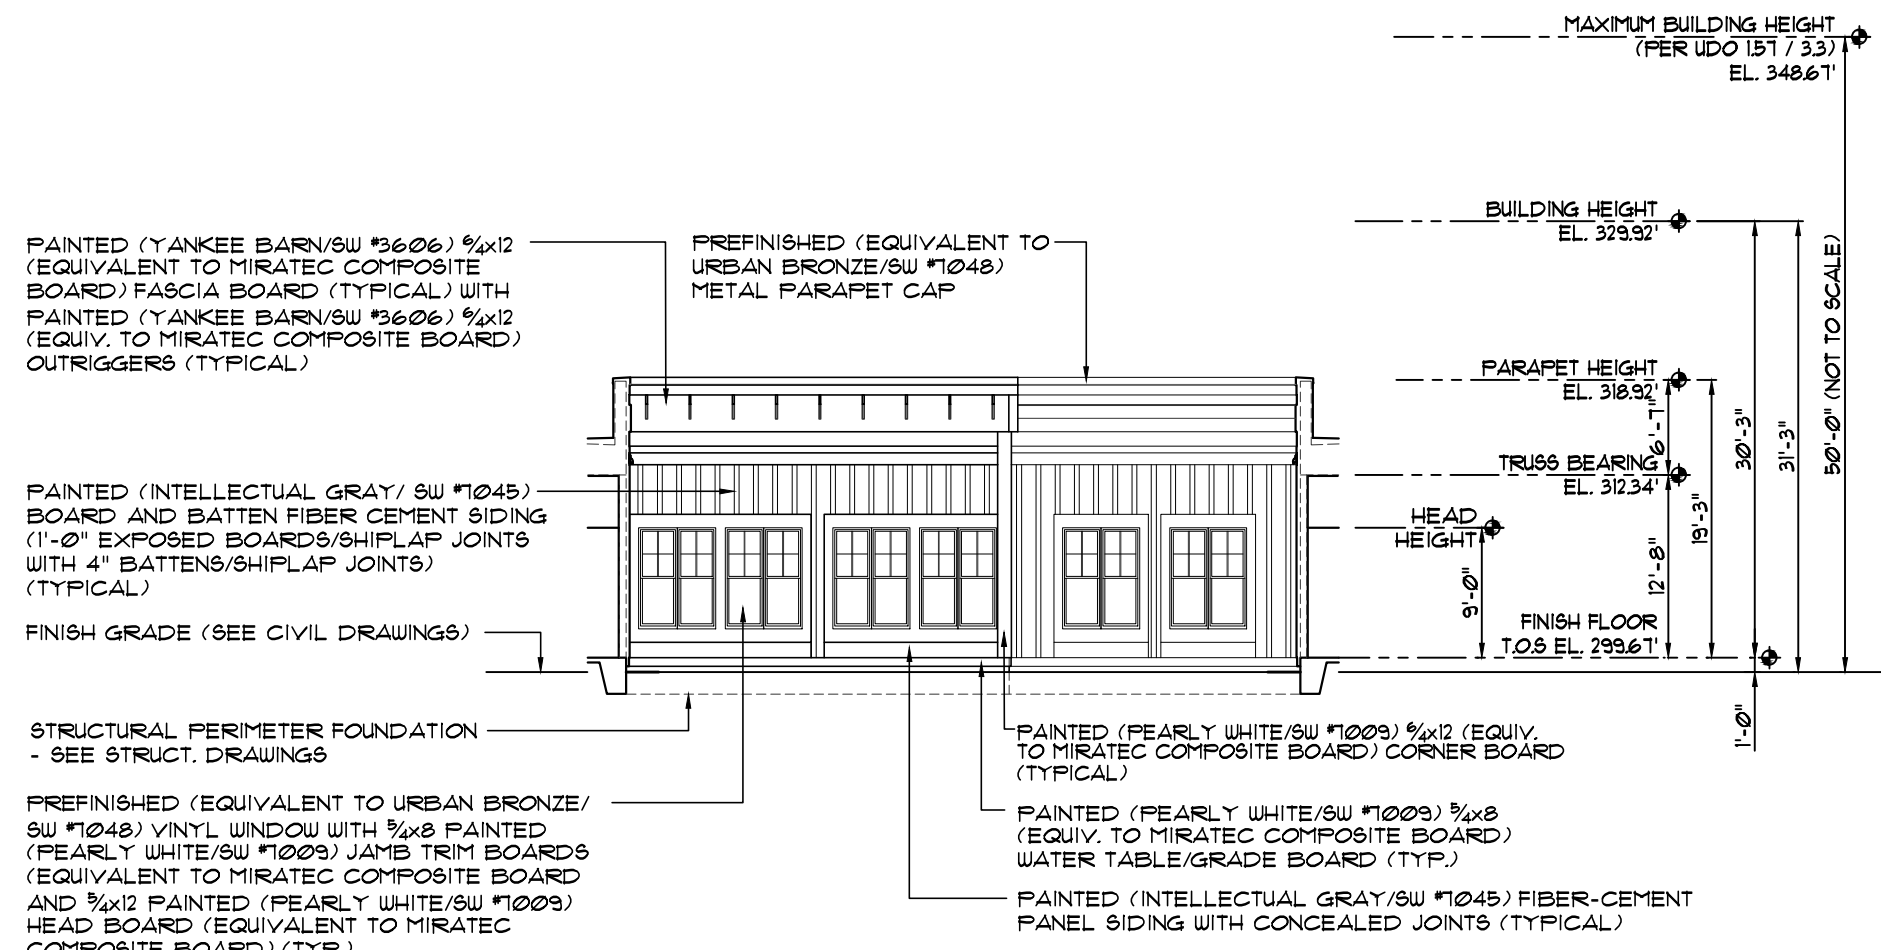 MAXIMUM BUILDING HEIGHT
(PER UDO 1.57 / 3.3)
EL. 348.67'
BUILDING HEIGHT
EL. 329.92'
PAINTED (YANKEE BARN/SW #3606) 6/4x12
(EQUIVALENT TO MIRATEC COMPOSITE
BOARD) FASCIA BOARD (TYPICAL) WITH
PAINTED (YANKEE BARN/SW #3606) 6/4x12
(EQUIV. TO MIRATEC COMPOSITE BOARD)
OUTRIGGERS (TYPICAL)
PREFINISHED (EQUIVALENT TO
URBAN BRONZE/SW #7048)
METAL PARAPET CAP
PARAPET HEIGHT
EL. 318.92'
6'-7"
30'-3"
31'-3"
50'-0" (NOT TO SCALE)
TRUSS BEARING
EL. 312.34'
19'-3"
HEAD
HEIGHT
12'-8"
9'-0"
FINISH FLOOR
T.O.S EL. 299.67'
1'-0"
PAINTED (INTELLECTUAL GRAY/ SW #7045)
BOARD AND BATTEN FIBER CEMENT SIDING
(1'-0" EXPOSED BOARDS/SHIPLAP JOINTS
WITH 4" BATTENS/SHIPLAP JOINTS)
(TYPICAL)
FINISH GRADE (SEE CIVIL DRAWINGS)
STRUCTURAL PERIMETER FOUNDATION
- SEE STRUCT. DRAWINGS
PREFINISHED (EQUIVALENT TO URBAN BRONZE/
SW #7048) VINYL WINDOW WITH 5/4x8 PAINTED
(PEARLY WHITE/SW #7009) JAMB TRIM BOARDS
(EQUIVALENT TO MIRATEC COMPOSITE BOARD
AND 5/4x12 PAINTED (PEARLY WHITE/SW #7009)
HEAD BOARD (EQUIVALENT TO MIRATEC
COMPOSITE BOARD) (TYP.)
PAINTED (PEARLY WHITE/SW #7009) 6/4x12 (EQUIV.
TO MIRATEC COMPOSITE BOARD) CORNER BOARD
(TYPICAL)
PAINTED (PEARLY WHITE/SW #7009) 5/4x8
(EQUIV. TO MIRATEC COMPOSITE BOARD)
WATER TABLE/GRADE BOARD (TYP.)
PAINTED (INTELLECTUAL GRAY/SW #7045) FIBER-CEMENT
PANEL SIDING WITH CONCEALED JOINTS (TYPICAL)